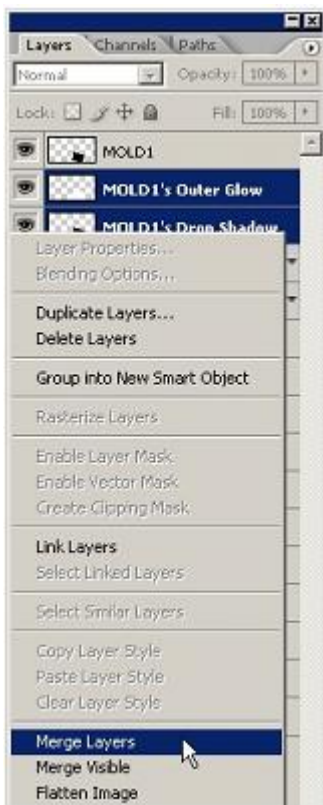 Layers Channels Paths
Normal Opacity: 100%
Lock: Fill: 100%
MOLD1
MOLD1's Outer Glow
MOLD1's Drop Shadow
Layer Properties...
Blending Options...
Duplicate Layers...
Delete Layers
Group into New Smart Object
Rasterize Layers
Enable Layer Mask
Enable Vector Mask
Create Clipping Mask
Link Layers
Select Linked Layers
Select Similar Layers
Copy Layer Style
Paste Layer Style
Clear Layer Style
Merge Layers
Merge Visible
Flatten Image